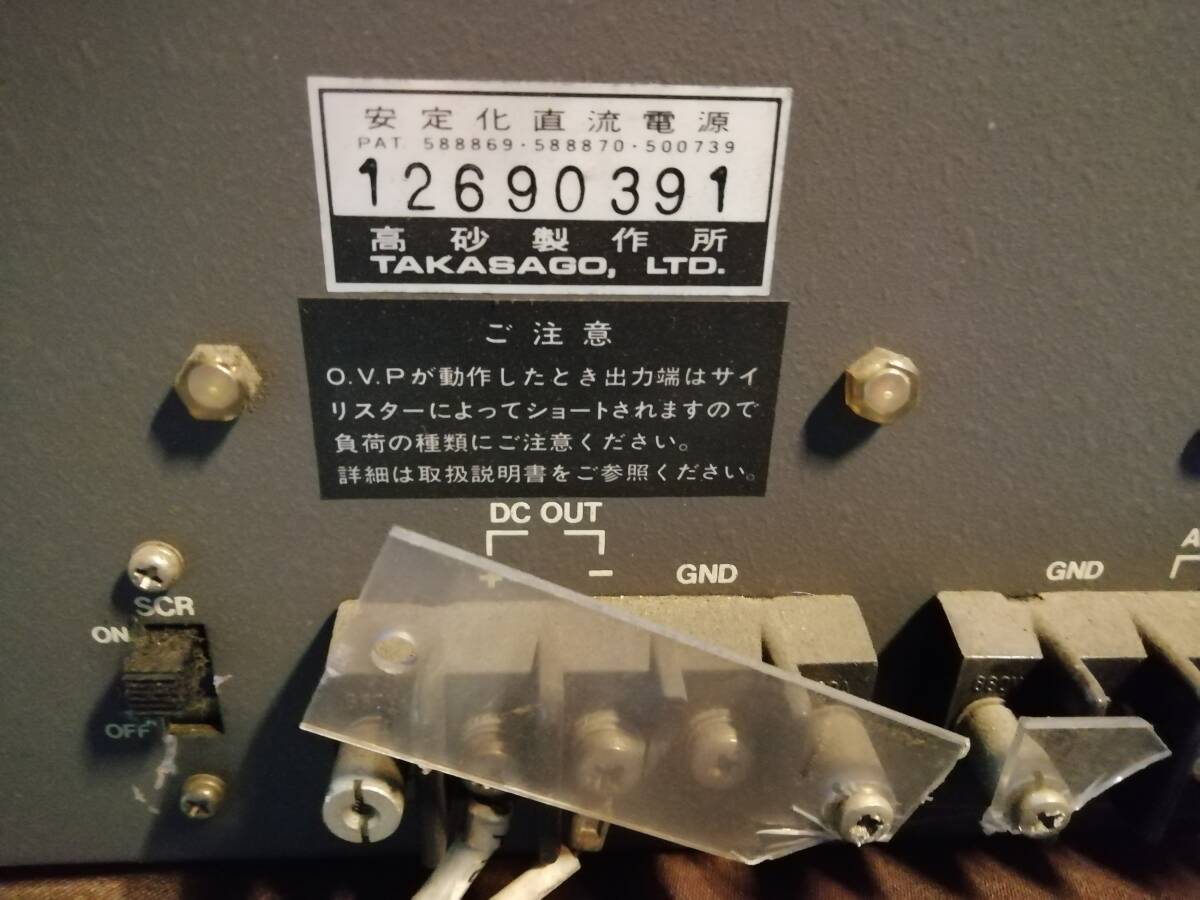 安定化直流電源
PAT. 588869・588870・500739
12690391
高砂製作所
TAKASAGO, LTD.
ご注意
O.V.Pが動作したとき出力端はサイ
リスターによってショートされますので
負荷の種類にご注意ください。
詳細は取扱説明書をご参照ください。
DC OUT
+ −
GND
GND
SCR
ON
OFF